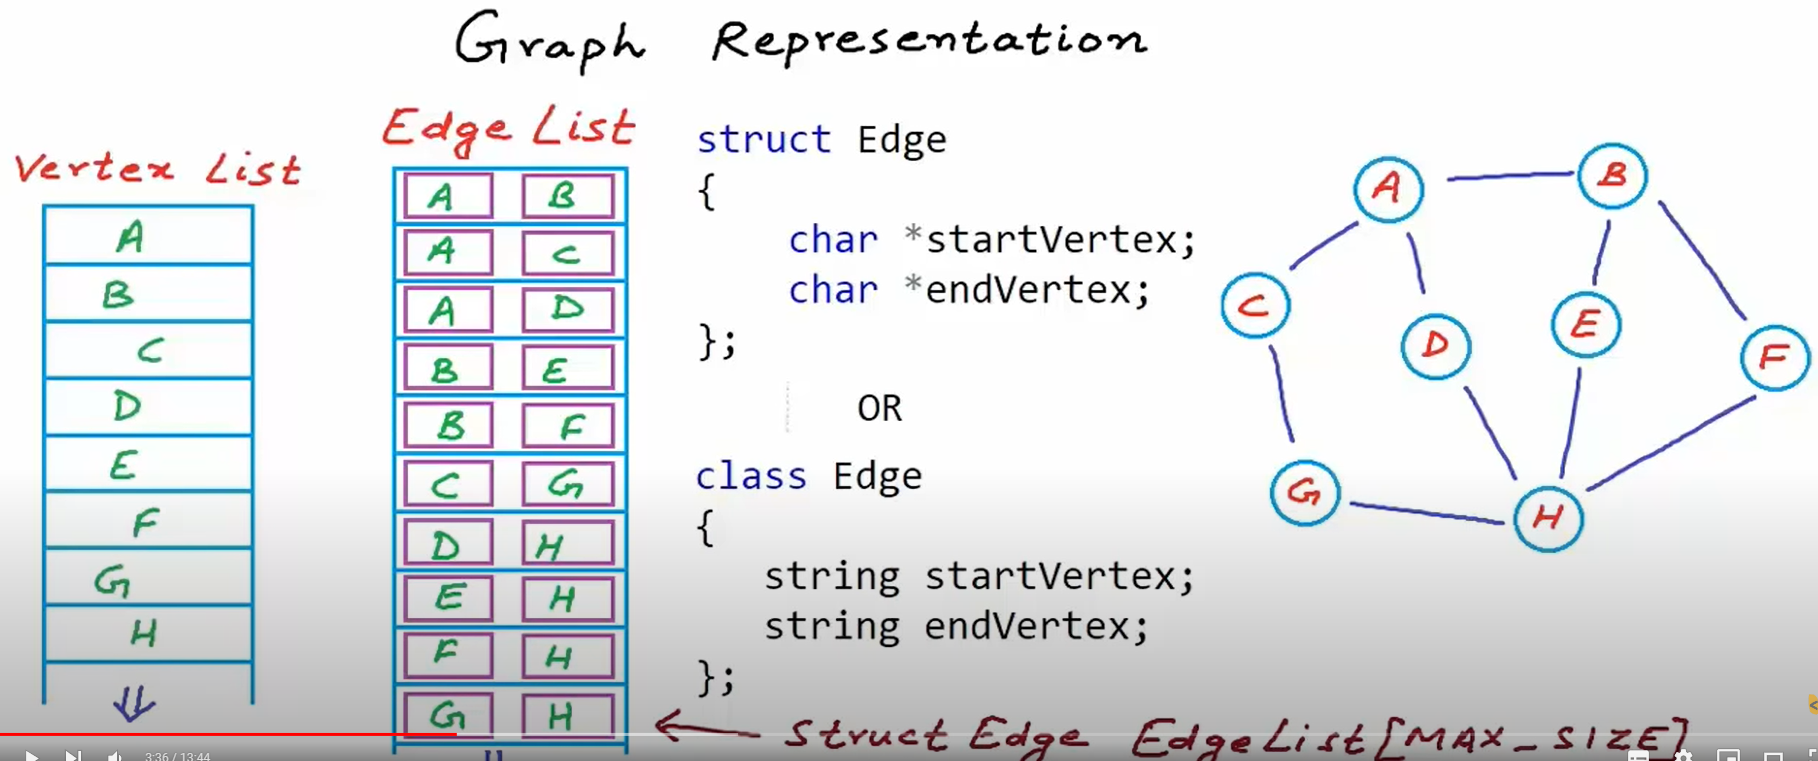 Graph Representation
Vertex List
A
B
C
D
E
F
G
H
Edge List
A B
A C
A D
B E
B F
C G
D H
E H
F H
G H
struct Edge
{
char *startVertex;
char *endVertex;
};
OR
class Edge
{
string startVertex;
string endVertex;
};
Struct Edge EdgeList[MAX_SIZE]
A
B
C
D
E
F
G
H
3:36 / 13:44